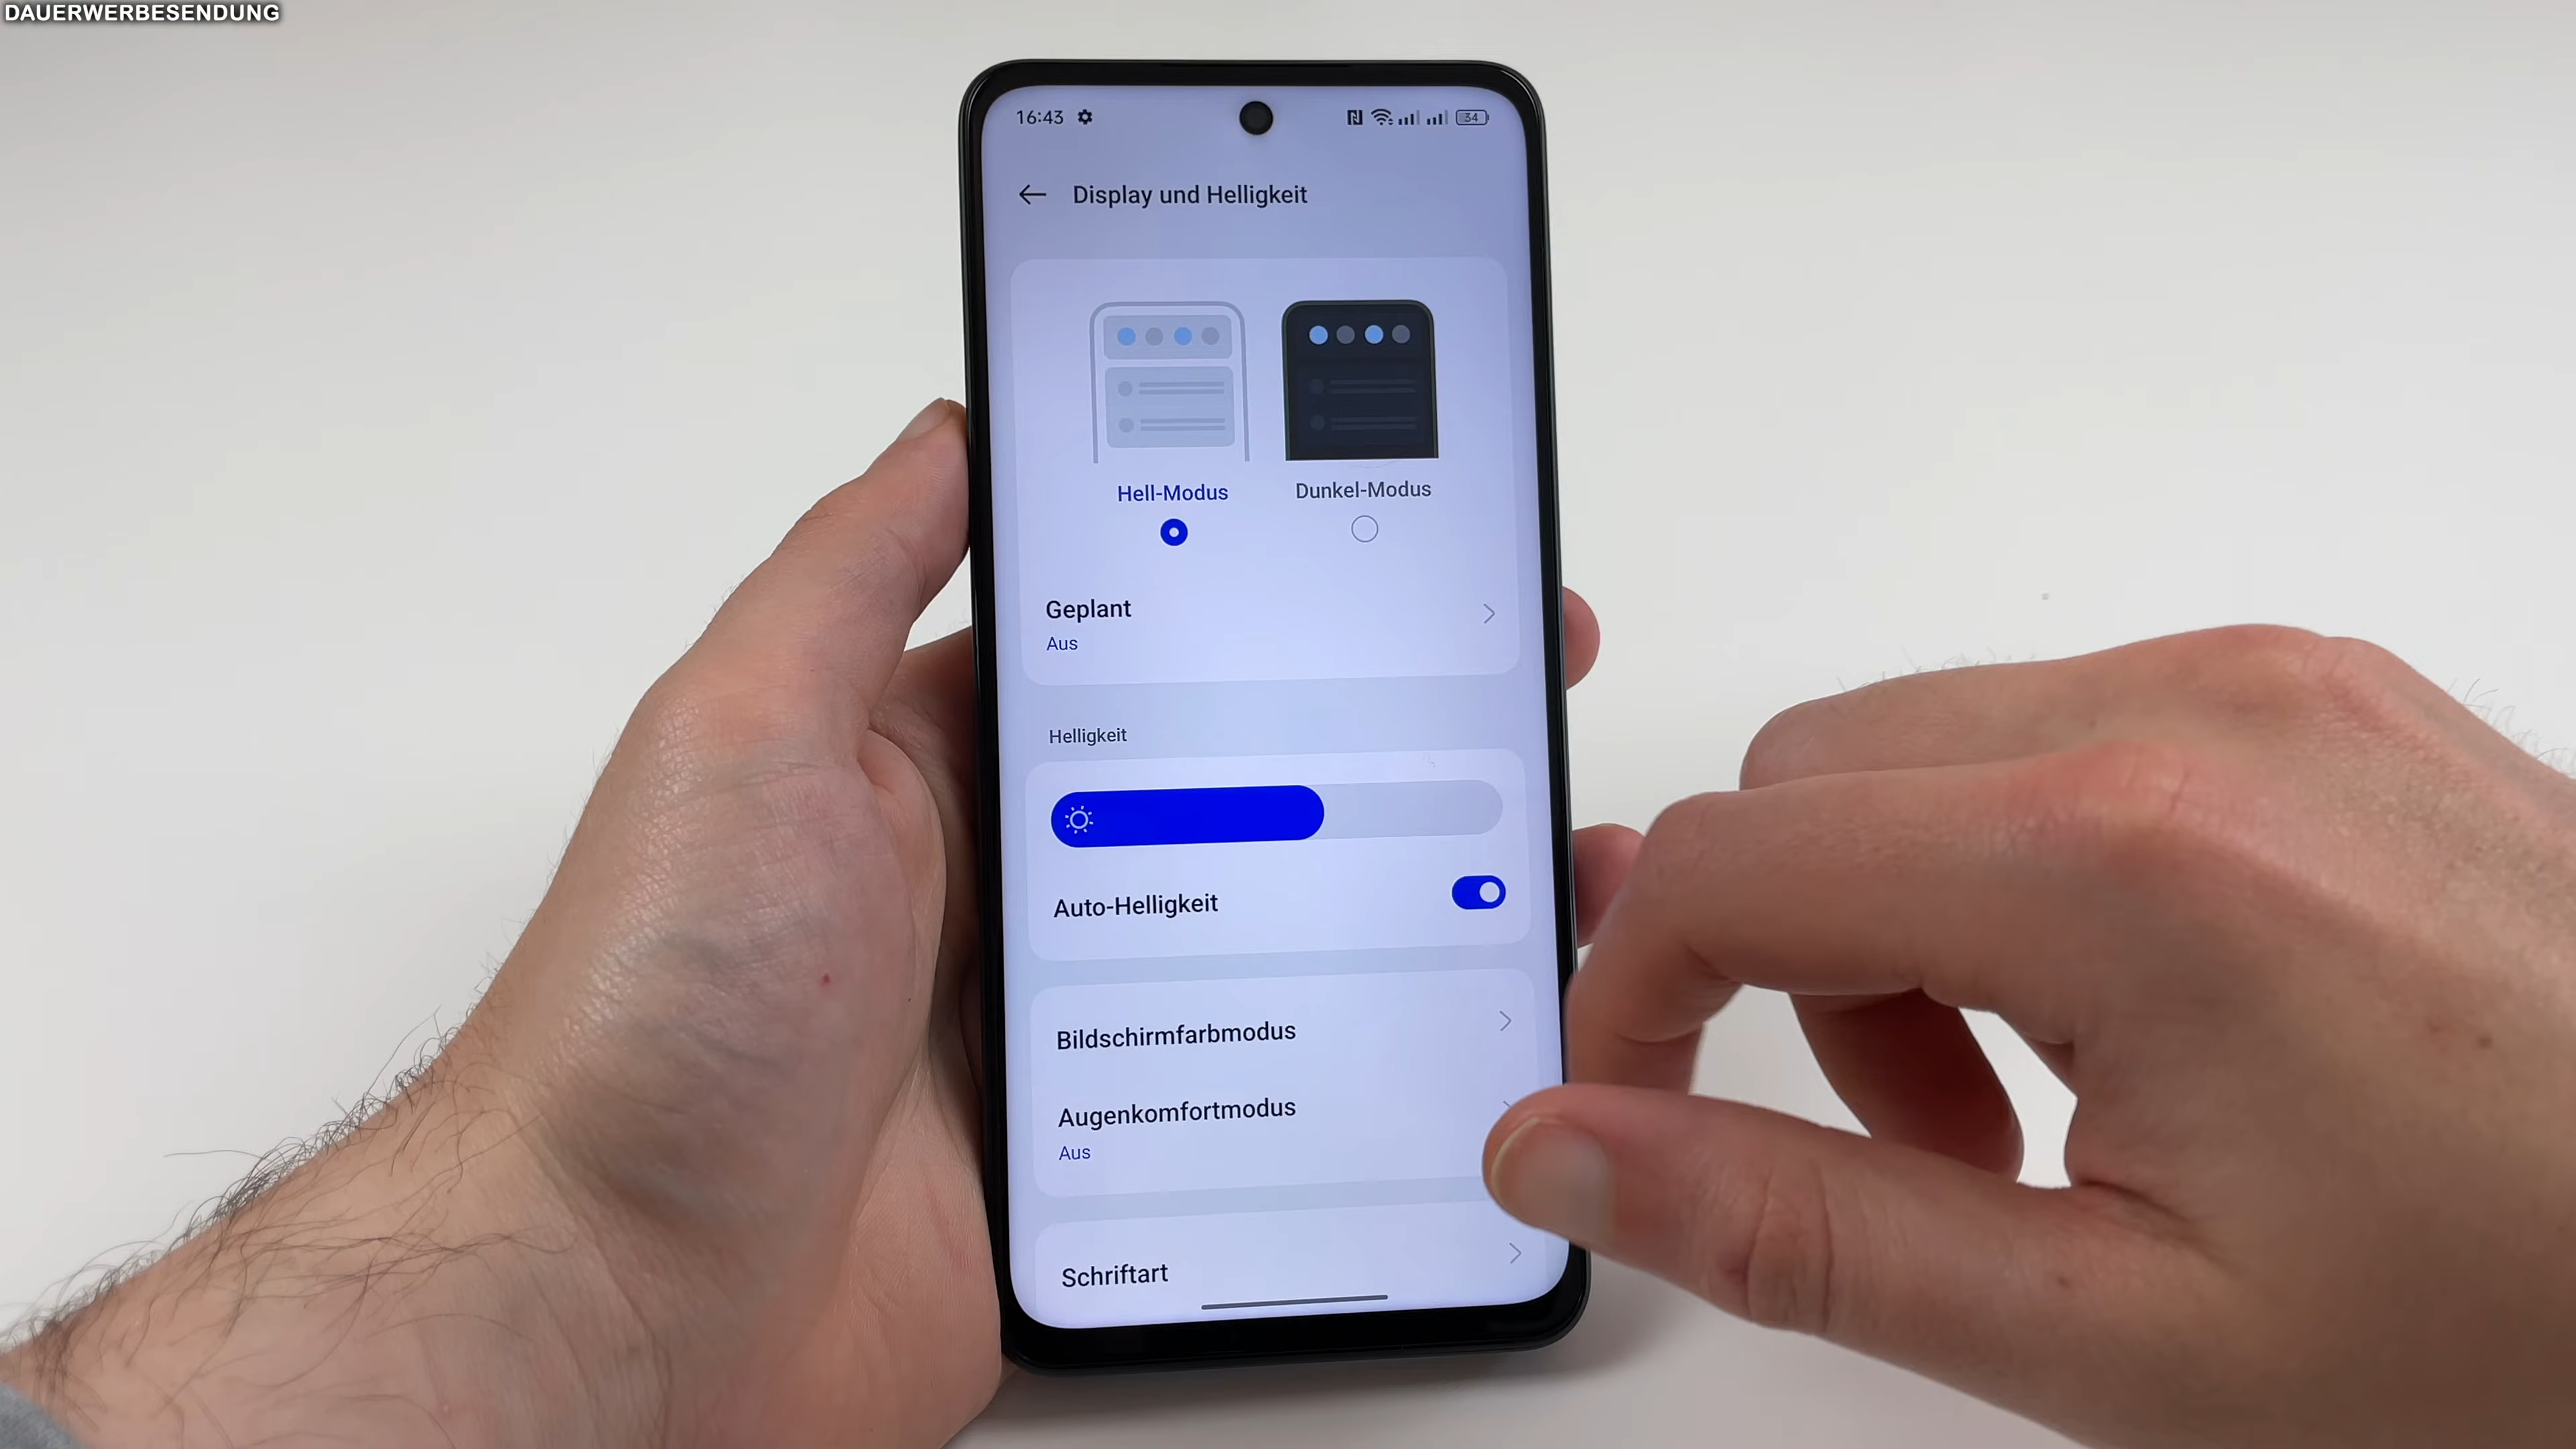 DAUERWERBESENDUNG
16:43
34
Display und Helligkeit
Hell-Modus
Dunkel-Modus
Geplant
Aus
Helligkeit
Auto-Helligkeit
Bildschirmfarbmodus
Augenkomfortmodus
Aus
Schriftart